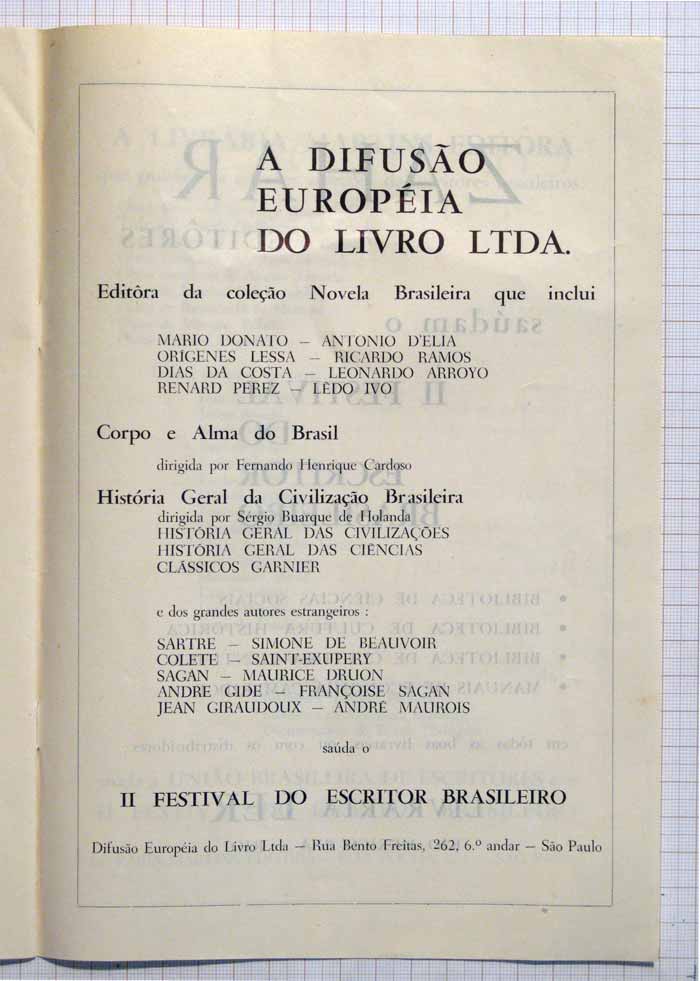 A DIFUSÃO
EUROPÉIA
DO LIVRO LTDA.
Editôra da coleção Novela Brasileira que inclui
MARIO DONATO — ANTONIO D'ELIA
ORÍGENES LESSA — RICARDO RAMOS
DIAS DA COSTA — LEONARDO ARROYO
RENARD PEREZ — LÊDO IVO
Corpo e Alma do Brasil
dirigida por Fernando Henrique Cardoso
História Geral da Civilização Brasileira
dirigida por Sérgio Buarque de Holanda
HISTÓRIA GERAL DAS CIVILIZAÇÕES
HISTÓRIA GERAL DAS CIÊNCIAS
CLÁSSICOS GARNIER
e dos grandes autores estrangeiros :
SARTRE — SIMONE DE BEAUVOIR
COLETE — SAINT-EXUPERY
SAGAN — MAURICE DRUON
ANDRE GIDE — FRANÇOISE SAGAN
JEAN GIRAUDOUX — ANDRÉ MAUROIS
saúda o
II FESTIVAL DO ESCRITOR BRASILEIRO
Difusão Européia do Livro Ltda — Rua Bento Freitas, 262, 6.º andar — São Paulo